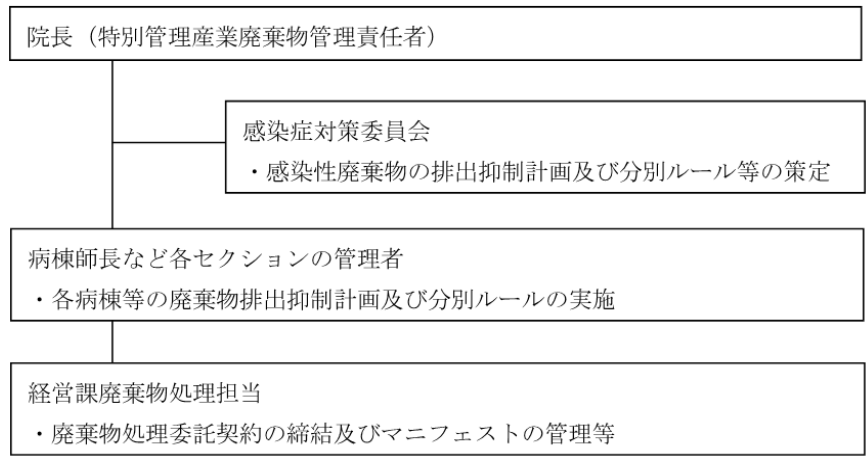 院長（特別管理産業廃棄物管理責任者）
感染症対策委員会
・感染性廃棄物の排出抑制計画及び分別ルール等の策定
病棟師長など各セクションの管理者
・各病棟等の廃棄物排出抑制計画及び分別ルールの実施
経営課廃棄物処理担当
・廃棄物処理委託契約の締結及びマニフェストの管理等